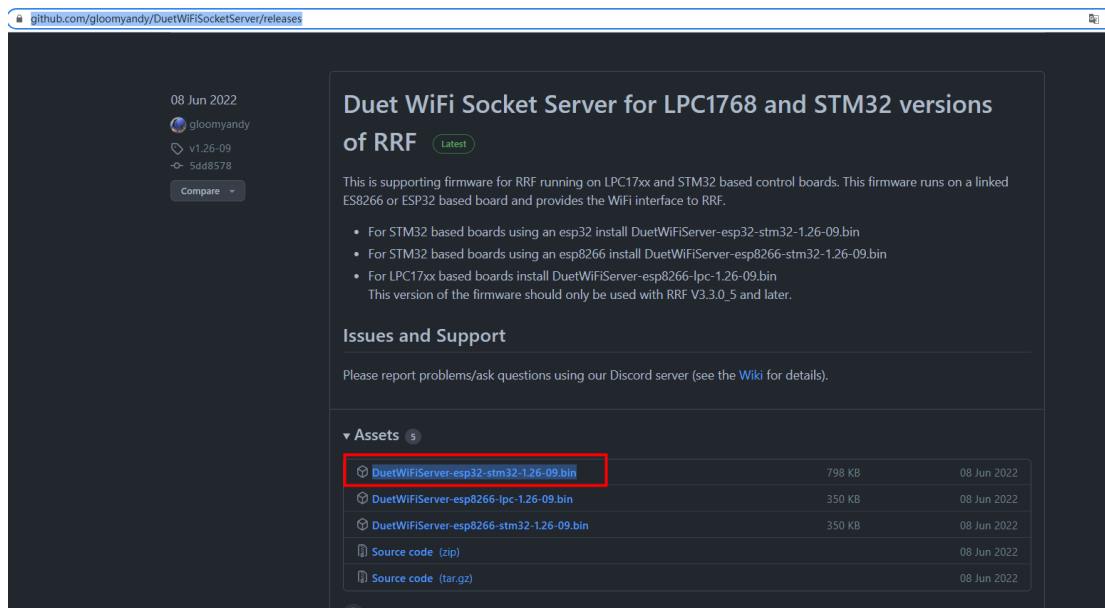 github.com/gloomyandy/DuetWiFiSocketServer/releases
08 Jun 2022
gloomyandy
v1.26-09
5dd8578
Compare
Duet WiFi Socket Server for LPC1768 and STM32 versions
of RRF Latest
This is supporting firmware for RRF running on LPC17xx and STM32 based control boards. This firmware runs on a linked
ES8266 or ESP32 based board and provides the WiFi interface to RRF.
• For STM32 based boards using an esp32 install DuetWiFiServer-esp32-stm32-1.26-09.bin
• For STM32 based boards using an esp8266 install DuetWiFiServer-esp8266-stm32-1.26-09.bin
• For LPC17xx based boards install DuetWiFiServer-esp8266-lpc-1.26-09.bin
This version of the firmware should only be used with RRF V3.3.0_5 and later.
Issues and Support
Please report problems/ask questions using our Discord server (see the Wiki for details).
Assets 5
DuetWiFiServer-esp32-stm32-1.26-09.bin 798 KB 08 Jun 2022
DuetWiFiServer-esp8266-lpc-1.26-09.bin 350 KB 08 Jun 2022
DuetWiFiServer-esp8266-stm32-1.26-09.bin 350 KB 08 Jun 2022
Source code (zip) 08 Jun 2022
Source code (tar.gz) 08 Jun 2022